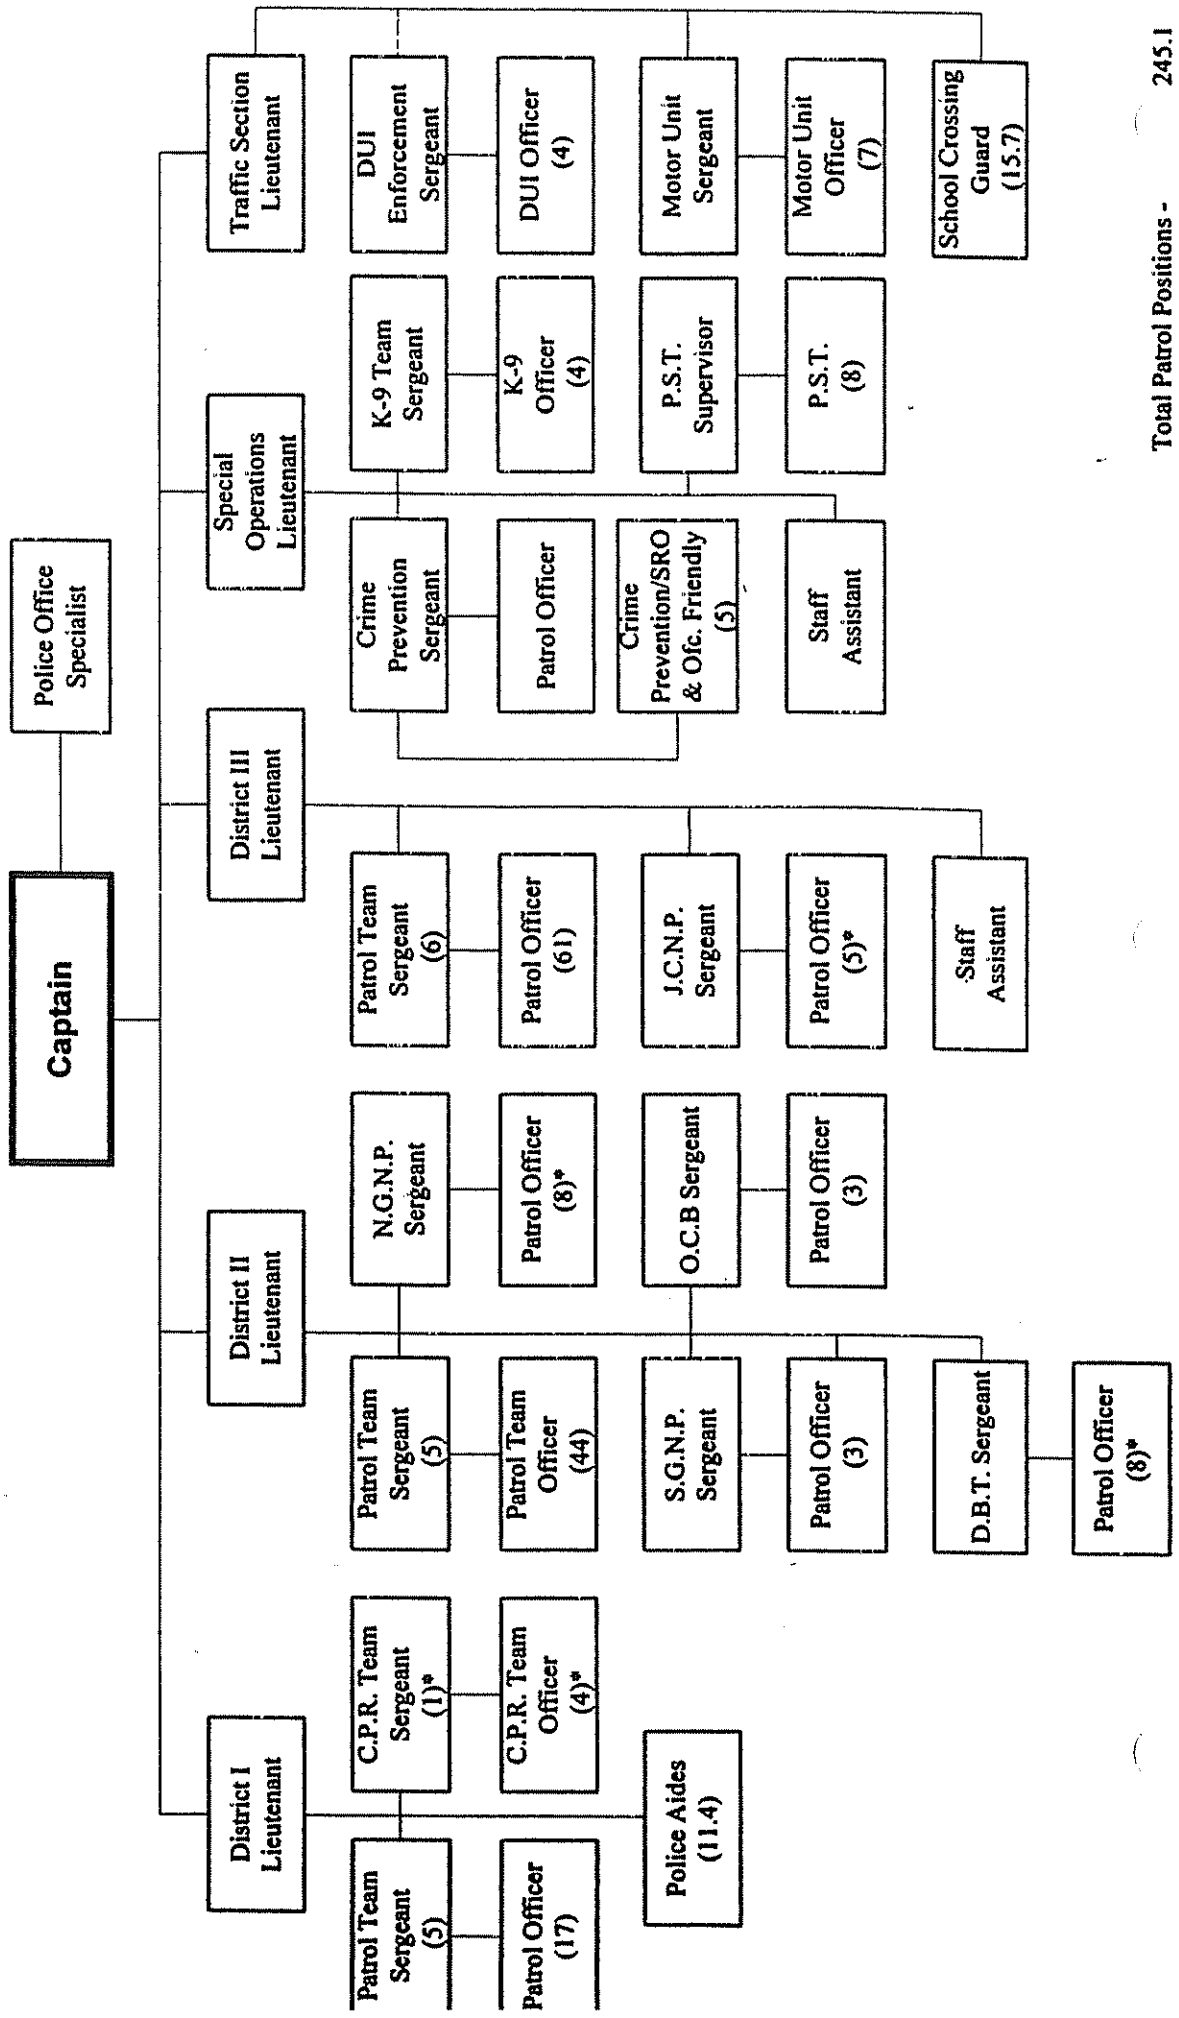 Captain
Police Office
Specialist
District I
Lieutenant
District II
Lieutenant
District III
Lieutenant
Special
Operations
Lieutenant
Traffic Section
Lieutenant
Patrol Team
Sergeant
(5)
C.P.R. Team
Sergeant
(1)*
Patrol Team
Sergeant
(5)
N.G.N.P.
Sergeant
Patrol Team
Sergeant
(6)
Crime
Prevention
Sergeant
K-9 Team
Sergeant
DUI
Enforcement
Sergeant
Patrol Officer
(17)
C.P.R. Team
Officer
(4)*
Patrol Team
Officer
(44)
Patrol Officer
(8)*
Patrol Officer
(61)
Patrol Officer
K-9
Officer
(4)
DUI Officer
(4)
Police Aides
(11.4)
S.G.N.P.
Sergeant
O.C.B Sergeant
J.C.N.P.
Sergeant
Crime
Prevention/SRO
& Ofc. Friendly
(5)
P.S.T.
Supervisor
Motor Unit
Sergeant
Patrol Officer
(3)
Patrol Officer
(3)
Patrol Officer
(5)*
Staff
Assistant
P.S.T.
(8)
Motor Unit
Officer
(7)
D.B.T. Sergeant
Staff
Assistant
School Crossing
Guard
(15.7)
Patrol Officer
(8)*
Total Patrol Positions - 245.1